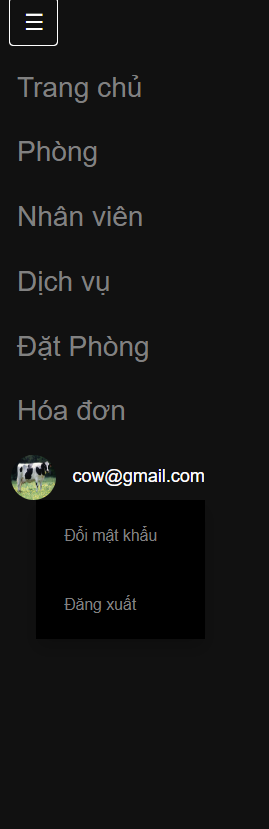 ☰
Trang chủ
Phòng
Nhân viên
Dịch vụ
Đặt Phòng
Hóa đơn
cow@gmail.com
Đổi mật khẩu
Đăng xuất